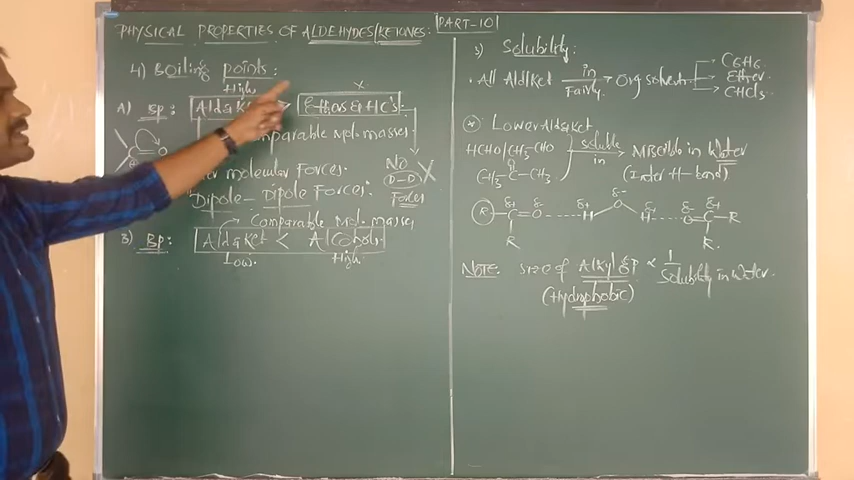 PHYSICAL PROPERTIES OF ALDEHYDES/KETONES: PART-10
4) Boiling points:
High
A) BP: Ald & K > Ethers & HC's
X
Comparable Mol. masses
molecular Forces.
Dipole-Dipole Forces.
No
D-D
Forces
X
C O
Comparable Mol. masses
B) BP: Ald & ket < Alcohols.
Low. High.
5) Solubility:
. All Ald/Ket in Fairly Org solvents
C6H6
Ether
CHCl3
* Lower Ald & ket
HCHO/CH3CHO
O
CH3-C-CH3
soluble in
Miscible in Water
(Inter H-bond)
δ+ δ- δ+ δ- δ+ δ- δ+
R -C=O ---- H O H ---- O=C-R
R R.
NOTE: size of Alkyl gp ∝ 1 / Solubility in Water.
(Hydrophobic)